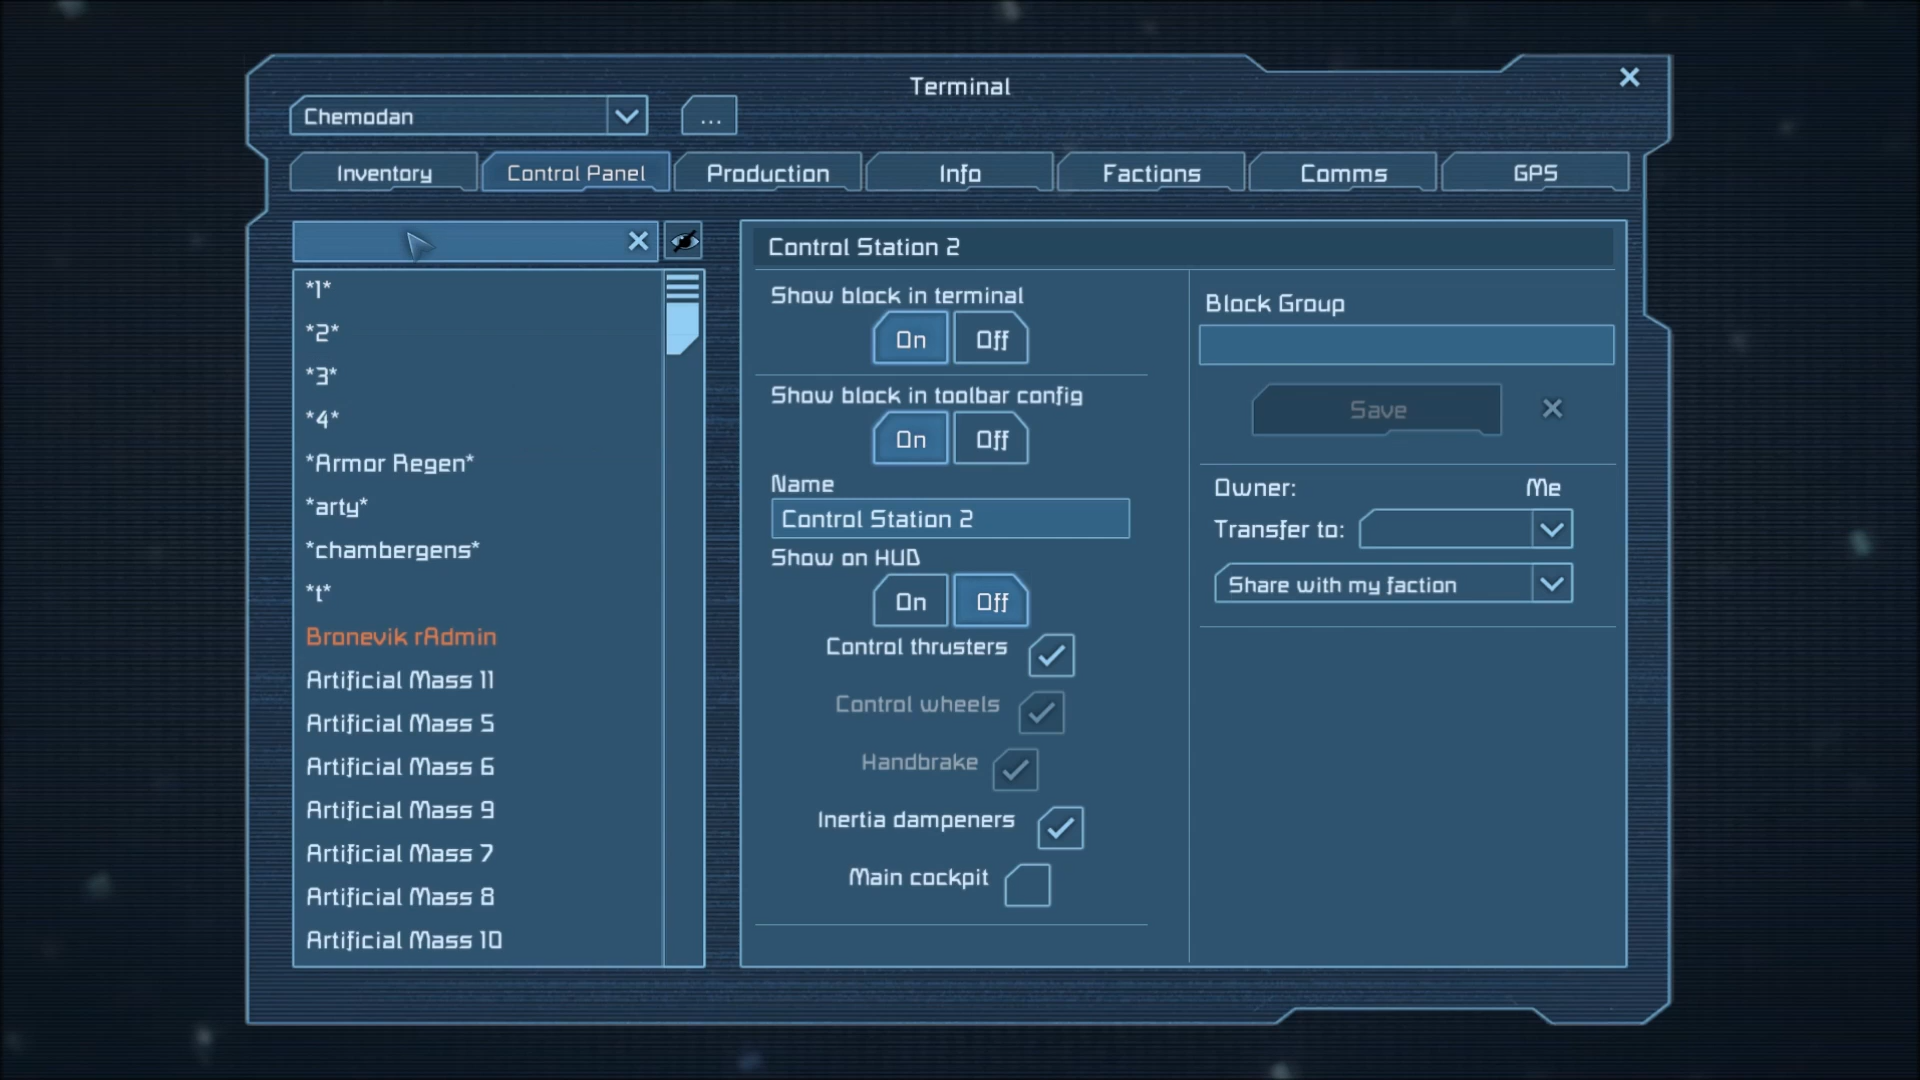 Terminal
Chemodan
...
Inventory
Control Panel
Production
Info
Factions
Comms
GPS
*1*
*2*
*3*
*4*
*Armor Regen*
*arty*
*chambergens*
*t*
Bronevik rAdmin
Artificial Mass 11
Artificial Mass 5
Artificial Mass 6
Artificial Mass 9
Artificial Mass 7
Artificial Mass 8
Artificial Mass 10
Control Station 2
Show block in terminal
On Off
Show block in toolbar config
On Off
Name
Control Station 2
Show on HUD
On Off
Control thrusters
Control wheels
Handbrake
Inertia dampeners
Main cockpit
Block Group
Save
Owner: Me
Transfer to:
Share with my faction